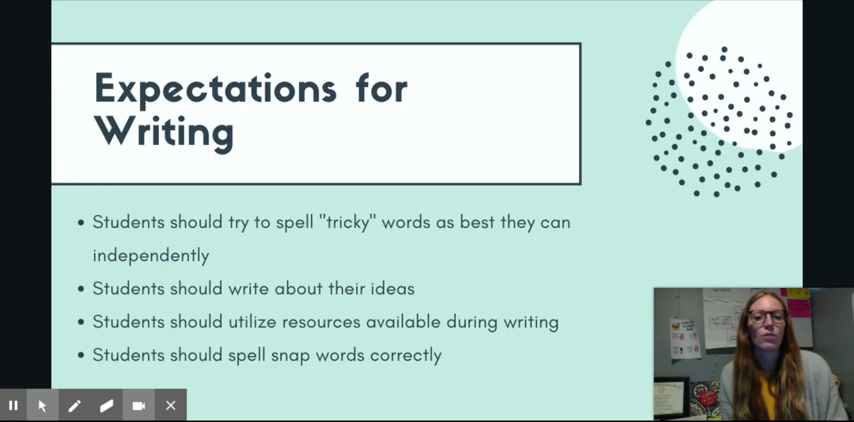 Expectations for
Writing
Students should try to spell "tricky" words as best they can
independently
Students should write about their ideas
Students should utilize resources available during writing
Students should spell snap words correctly